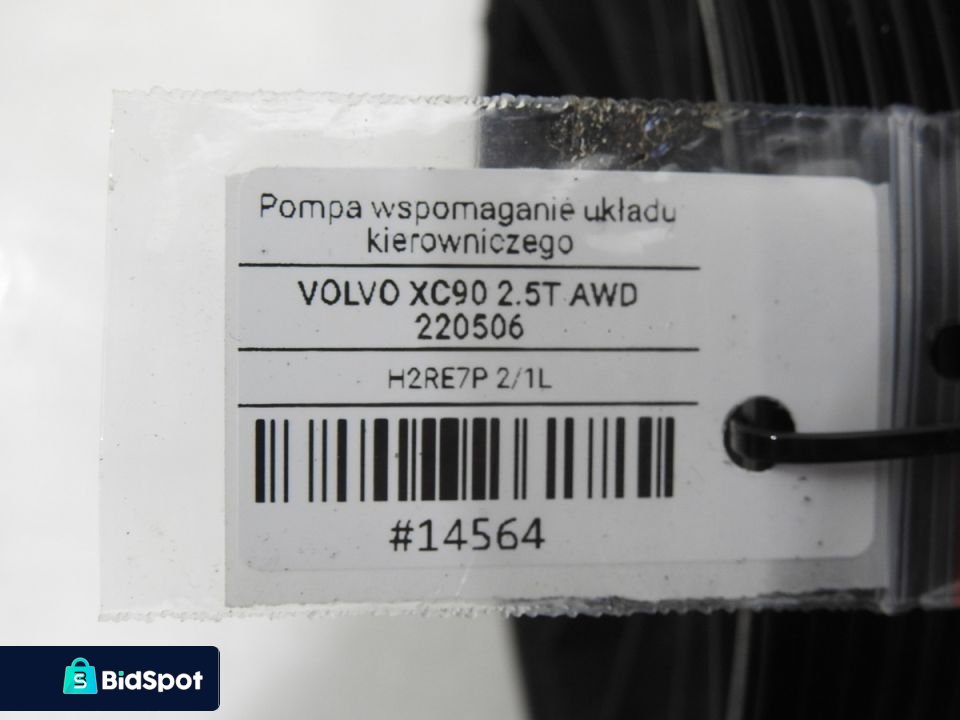 Pompa wspomaganie układu
kierowniczego
VOLVO XC90 2.5T AWD
220506
H2RE7P 2/1L
#14564
BidSpot